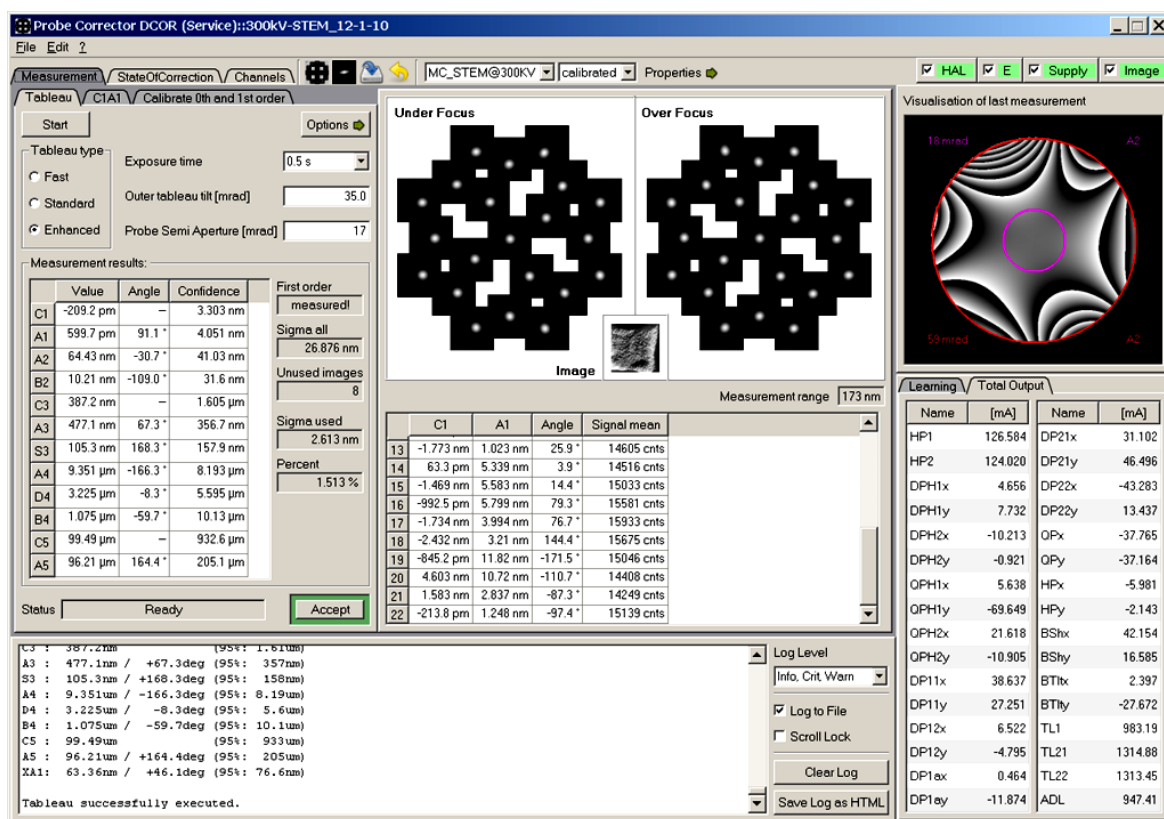 Probe Corrector DCOR (Service)::300kV-STEM_12-1-10
File Edit ?
Measurement StateOfCorrection Channels MC_STEM@300KV calibrated Properties HAL E Supply Image
Tableau C1A1 Calibrate 0th and 1st order
Start Options
Tableau type
Fast
Standard
Enhanced
Exposure time 0.5 s
Outer tableau tilt [mrad] 35.0
Probe Semi Aperture [mrad] 17
Measurement results:
Value Angle Confidence
C1 -209.2 pm – 3.303 nm
A1 599.7 pm 91.1 ° 4.051 nm
A2 64.43 nm -30.7 ° 41.03 nm
B2 10.21 nm -109.0 ° 31.6 nm
C3 387.2 nm – 1.605 µm
A3 477.1 nm 67.3 ° 356.7 nm
S3 105.3 nm 168.3 ° 157.9 nm
A4 9.351 µm -166.3 ° 8.193 µm
D4 3.225 µm -8.3 ° 5.595 µm
B4 1.075 µm -59.7 ° 10.13 µm
C5 99.49 µm – 932.6 µm
A5 96.21 µm 164.4 ° 205.1 µm
First order
measured!
Sigma all
26.876 nm
Unused images
8
Sigma used
2.613 nm
Percent
1.513 %
Status Ready Accept
Under Focus Over Focus
Image
Measurement range 173 nm
C1 A1 Angle Signal mean
13 -1.773 nm 1.023 nm 25.9 ° 14605 cnts
14 63.3 pm 5.339 nm 3.9 ° 14516 cnts
15 -1.469 nm 5.583 nm 14.4 ° 15033 cnts
16 -992.5 pm 5.799 nm 79.3 ° 15581 cnts
17 -1.734 nm 3.994 nm 76.7 ° 15933 cnts
18 -2.432 nm 3.21 nm 144.4 ° 15675 cnts
19 -845.2 pm 11.82 nm -171.5 ° 15046 cnts
20 4.603 nm 10.72 nm -110.7 ° 14408 cnts
21 1.583 nm 2.837 nm -87.3 ° 14249 cnts
22 -213.8 pm 1.248 nm -97.4 ° 15139 cnts
Visualisation of last measurement
18 mrad A2
59 mrad A2
Learning Total Output
Name [mA] Name [mA]
HP1 126.584 DP21x 31.102
HP2 124.020 DP21y 46.496
DPH1x 4.656 DP22x -43.283
DPH1y 7.732 DP22y 13.437
DPH2x -10.213 QPx -37.765
DPH2y -0.921 QPy -37.164
QPH1x 5.638 HPx -5.981
QPH1y -69.649 HPy -2.143
QPH2x 21.618 BShx 42.154
QPH2y -10.905 BShy 16.585
DP11x 38.637 BTltx 2.397
DP11y 27.251 BTlty -27.672
DP12x 6.522 TL1 983.19
DP12y -4.795 TL21 1314.88
DP1ax 0.464 TL22 1313.45
DP1ay -11.874 ADL 947.41
C3 : 387.2nm (95%: 1.61um)
A3 : 477.1nm / +67.3deg (95%: 357nm)
S3 : 105.3nm / +168.3deg (95%: 158nm)
A4 : 9.351um / -166.3deg (95%: 8.19um)
D4 : 3.225um / -8.3deg (95%: 5.6um)
B4 : 1.075um / -59.7deg (95%: 10.1um)
C5 : 99.49um (95%: 933um)
A5 : 96.21um / +164.4deg (95%: 205um)
XA1: 63.36nm / +46.1deg (95%: 76.6nm)
Tableau successfully executed.
Log Level
Info, Crit, Warn
Log to File
Scroll Lock
Clear Log
Save Log as HTML